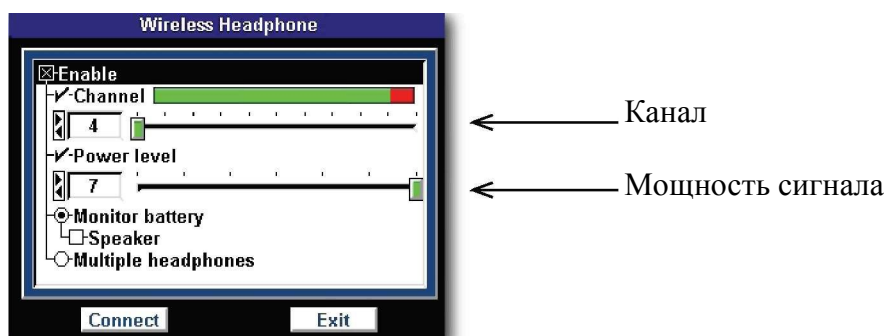 Wireless Headphone
Enable
Channel
4
Канал
Power level
7
Мощность сигнала
Monitor battery
Speaker
Multiple headphones
Connect Exit